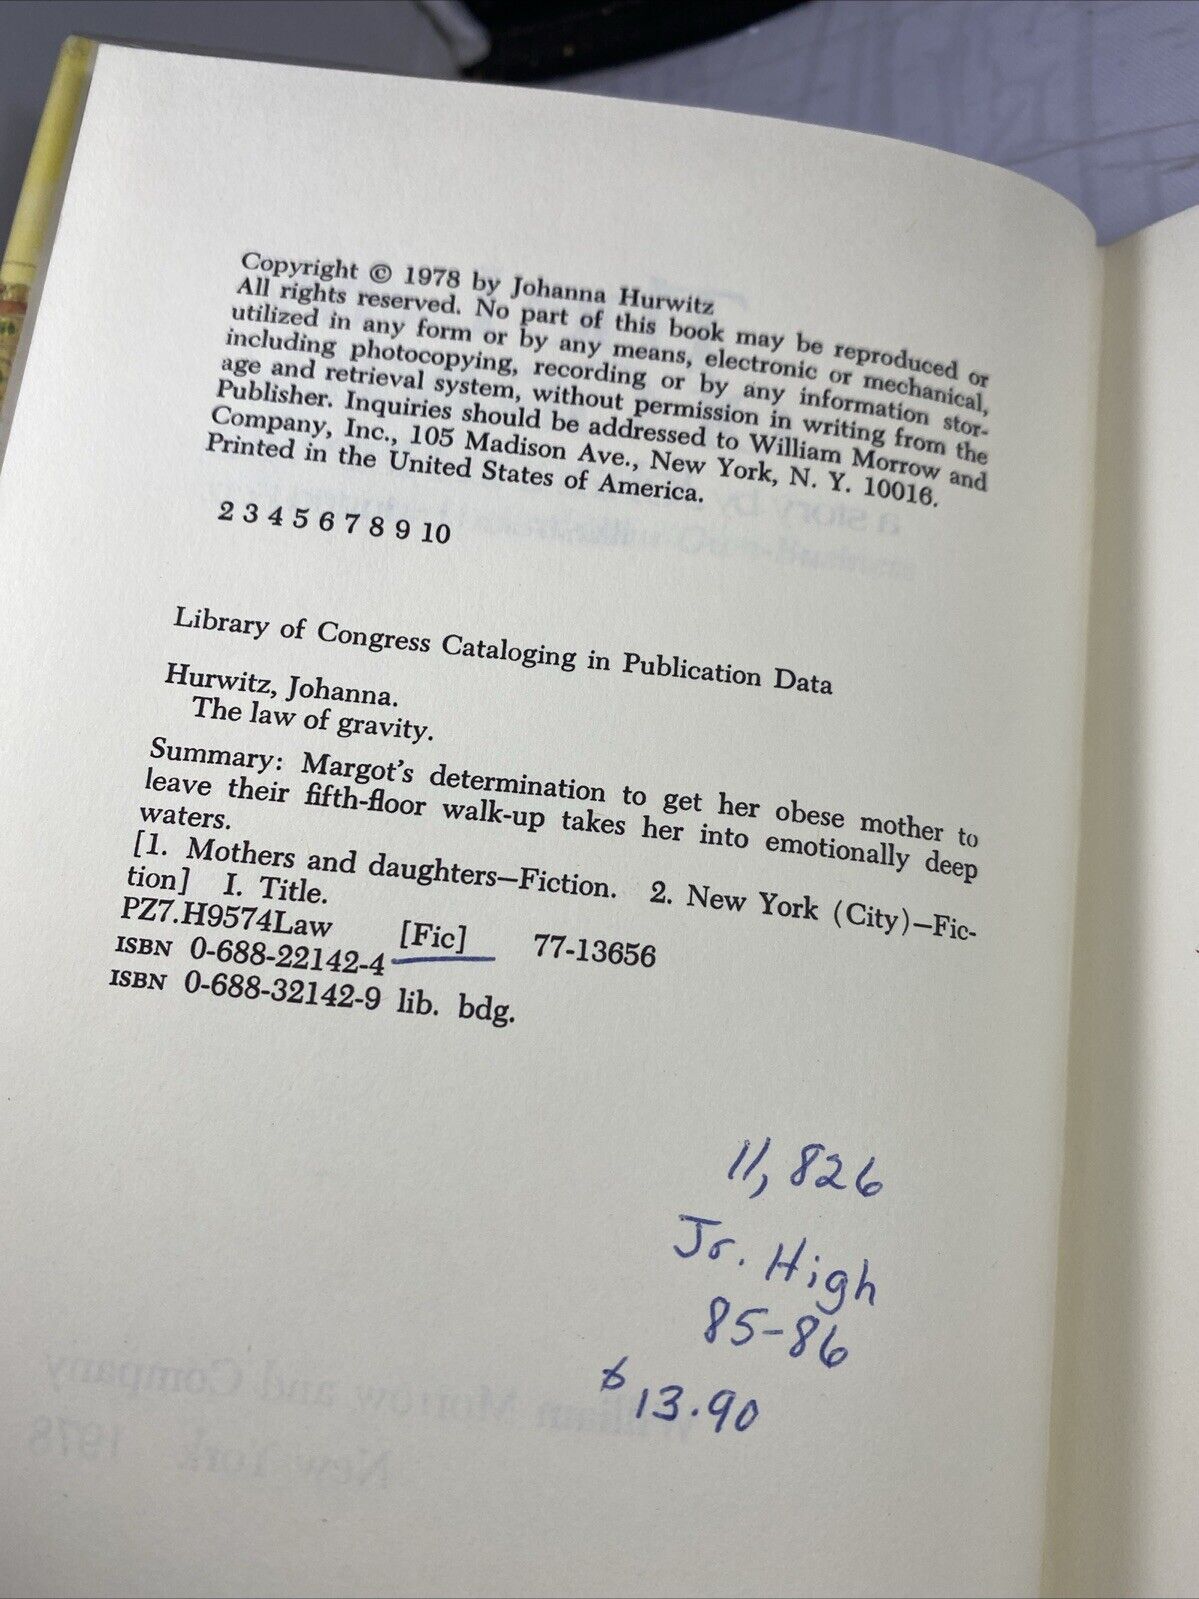 Copyright © 1978 by Johanna Hurwitz
All rights reserved. No part of this book may be reproduced or
utilized in any form or by any means, electronic or mechanical,
including photocopying, recording or by any information stor-
age and retrieval system, without permission in writing from the
Publisher. Inquiries should be addressed to William Morrow and
Company, Inc., 105 Madison Ave., New York, N. Y. 10016.
Printed in the United States of America.
2 3 4 5 6 7 8 9 10
Library of Congress Cataloging in Publication Data
Hurwitz, Johanna.
The law of gravity.
Summary: Margot's determination to get her obese mother to
leave their fifth-floor walk-up takes her into emotionally deep
waters.
[1. Mothers and daughters—Fiction. 2. New York (City)—Fic-
tion] I. Title.
PZ7.H9574Law [Fic] 77-13656
ISBN 0-688-22142-4
ISBN 0-688-32142-9 lib. bdg.
11,826
Jr. High
85-86
$13.90
William Morrow and Company
New York 1978